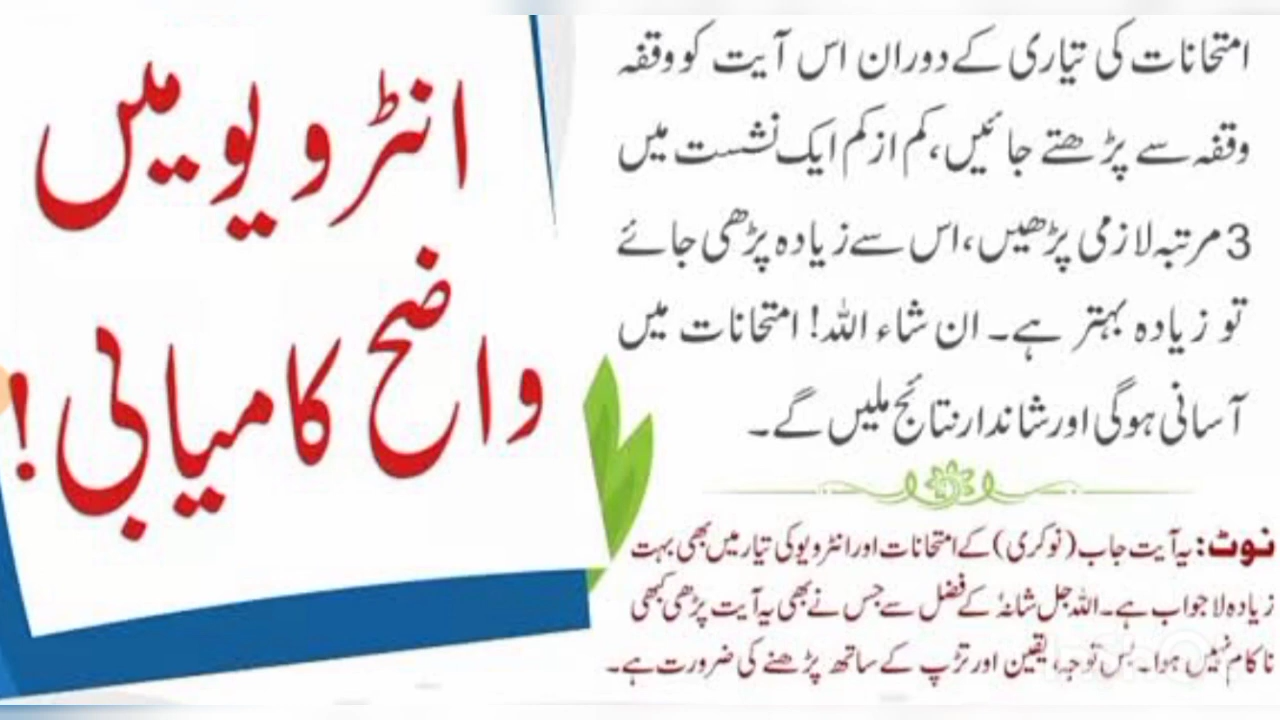 انٹرویو میں
واضح کامیابی!
امتحانات کی تیاری کے دوران اس آیت کو وقفہ
وقفہ سے پڑھتے جائیں، کم از کم ایک نشست میں
3 مرتبہ لازمی پڑھیں، اس سے زیادہ پڑھی جائے
تو زیادہ بہتر ہے۔ ان شاء اللہ! امتحانات میں
آسانی ہوگی اور شاندار نتائج ملیں گے۔
نوٹ: یہ آیت جاب (نوکری) کے امتحانات اور انٹرویو کی تیار میں بھی بہت
زیادہ لاجواب ہے۔ اللہ جل شانہٗ کے فضل سے جس نے بھی یہ آیت پڑھی کبھی
ناکام نہیں ہوا۔ بس توجہ، یقین اور تڑپ کے ساتھ پڑھنے کی ضرورت ہے۔